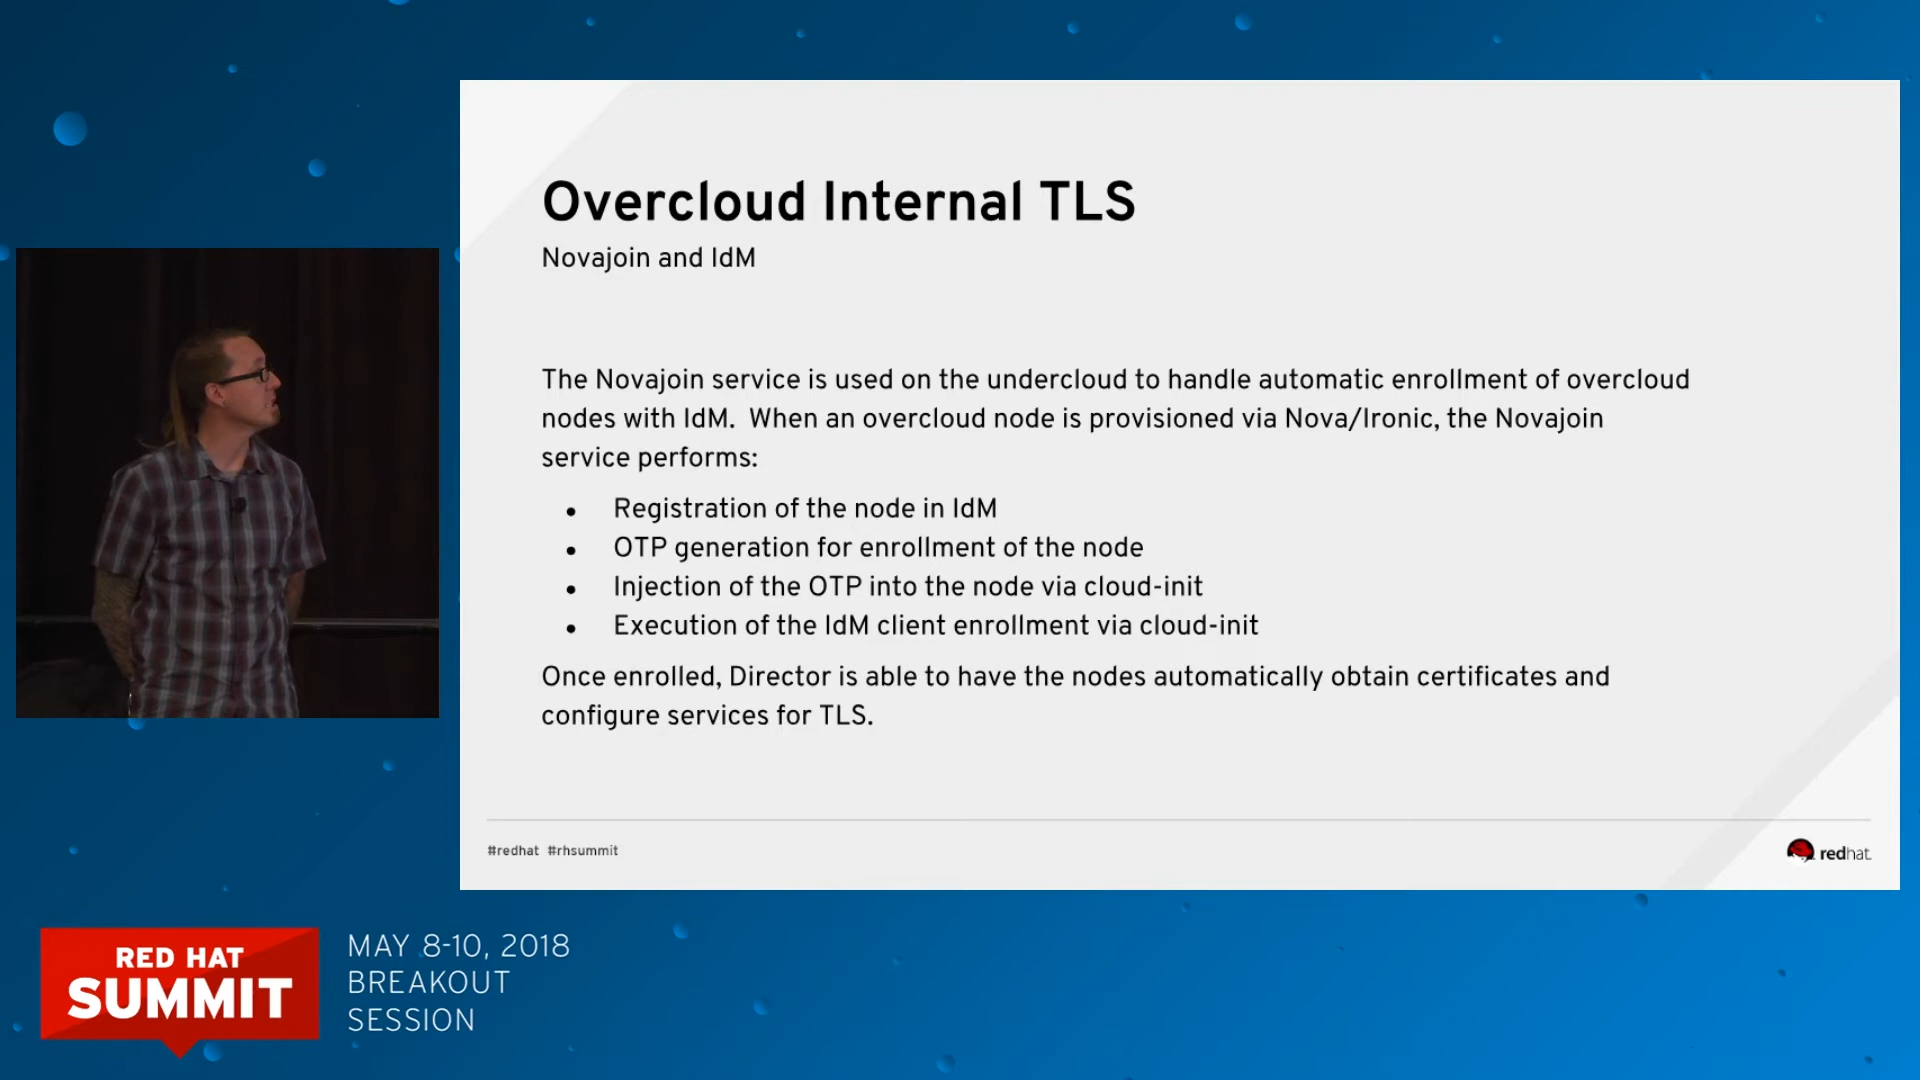 Overcloud Internal TLS
Novajoin and IdM
The Novajoin service is used on the undercloud to handle automatic enrollment of overcloud
nodes with IdM.  When an overcloud node is provisioned via Nova/Ironic, the Novajoin
service performs:
● Registration of the node in IdM
● OTP generation for enrollment of the node
● Injection of the OTP into the node via cloud-init
● Execution of the IdM client enrollment via cloud-init
Once enrolled, Director is able to have the nodes automatically obtain certificates and
configure services for TLS.
#redhat #rhsummit
redhat.
RED HAT
SUMMIT
MAY 8-10, 2018
BREAKOUT
SESSION